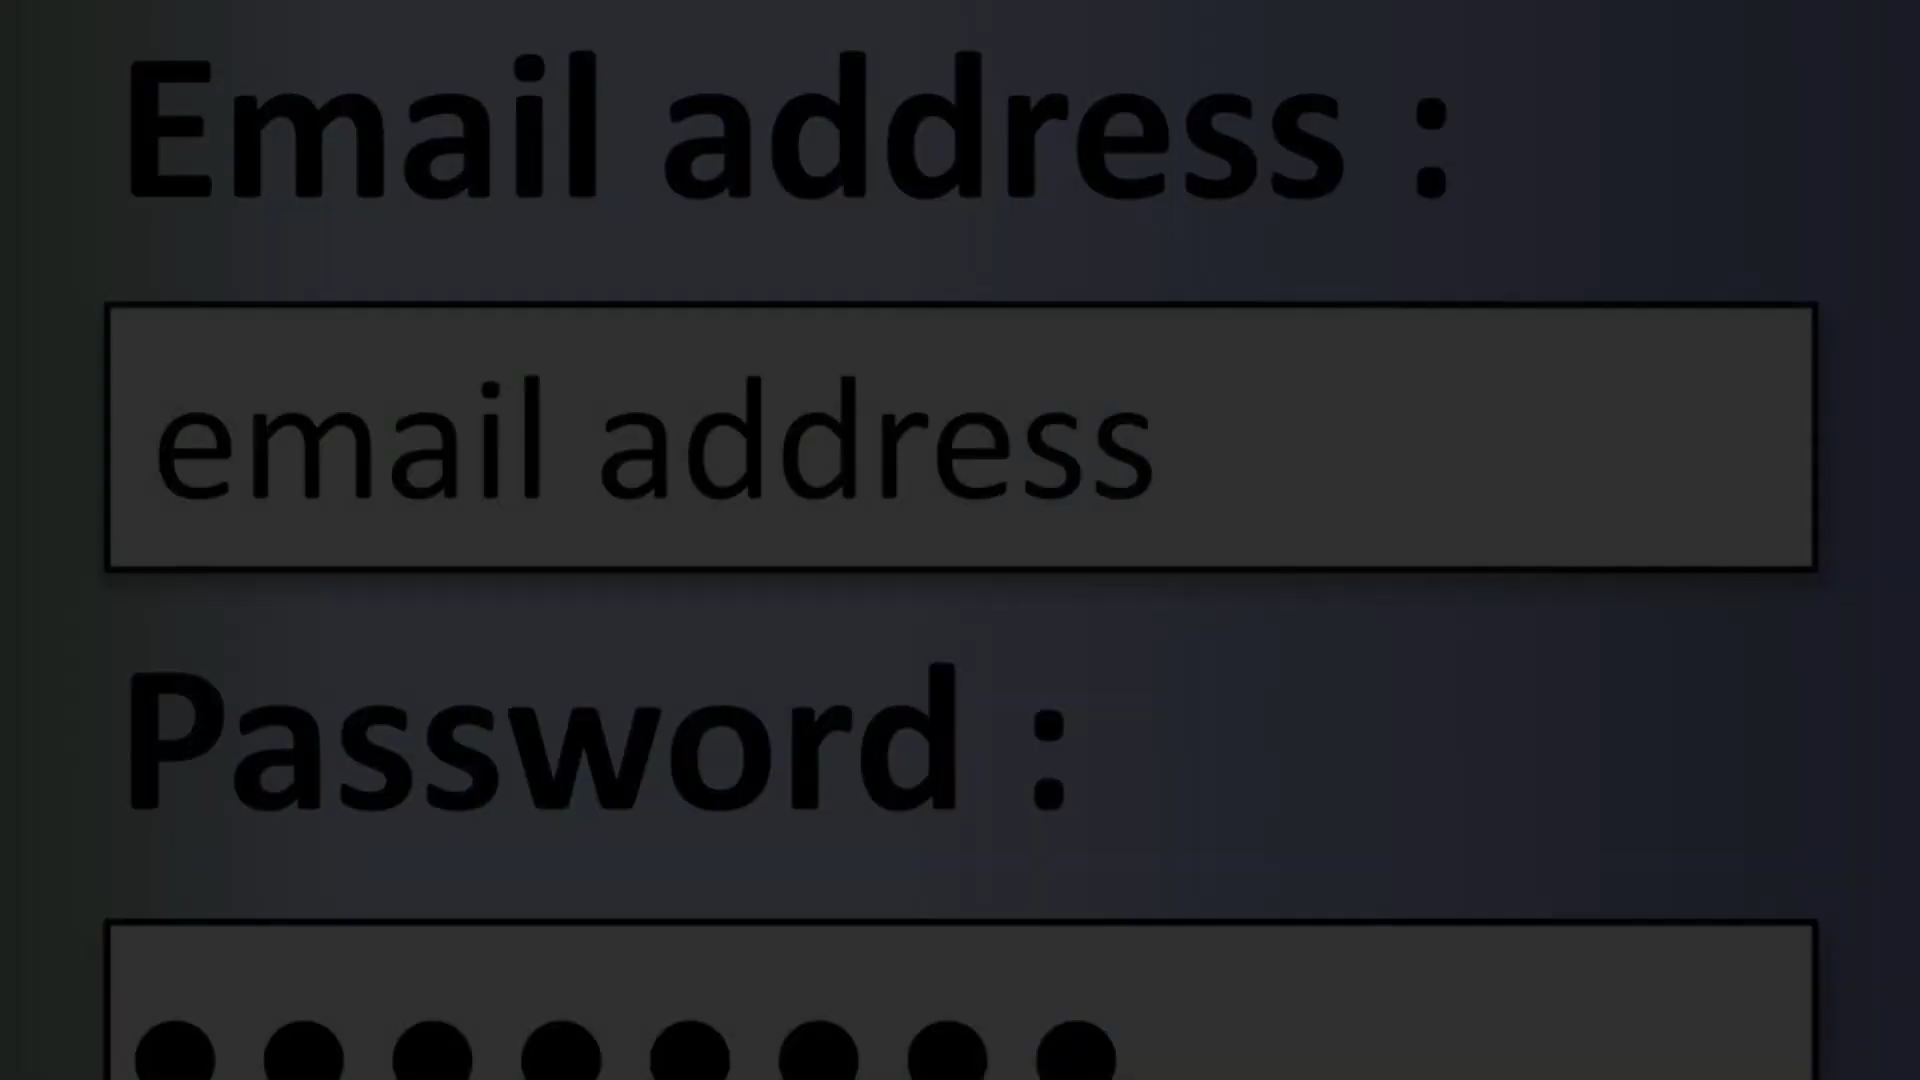 Email address :
email address
Password :
●●●●●●●●